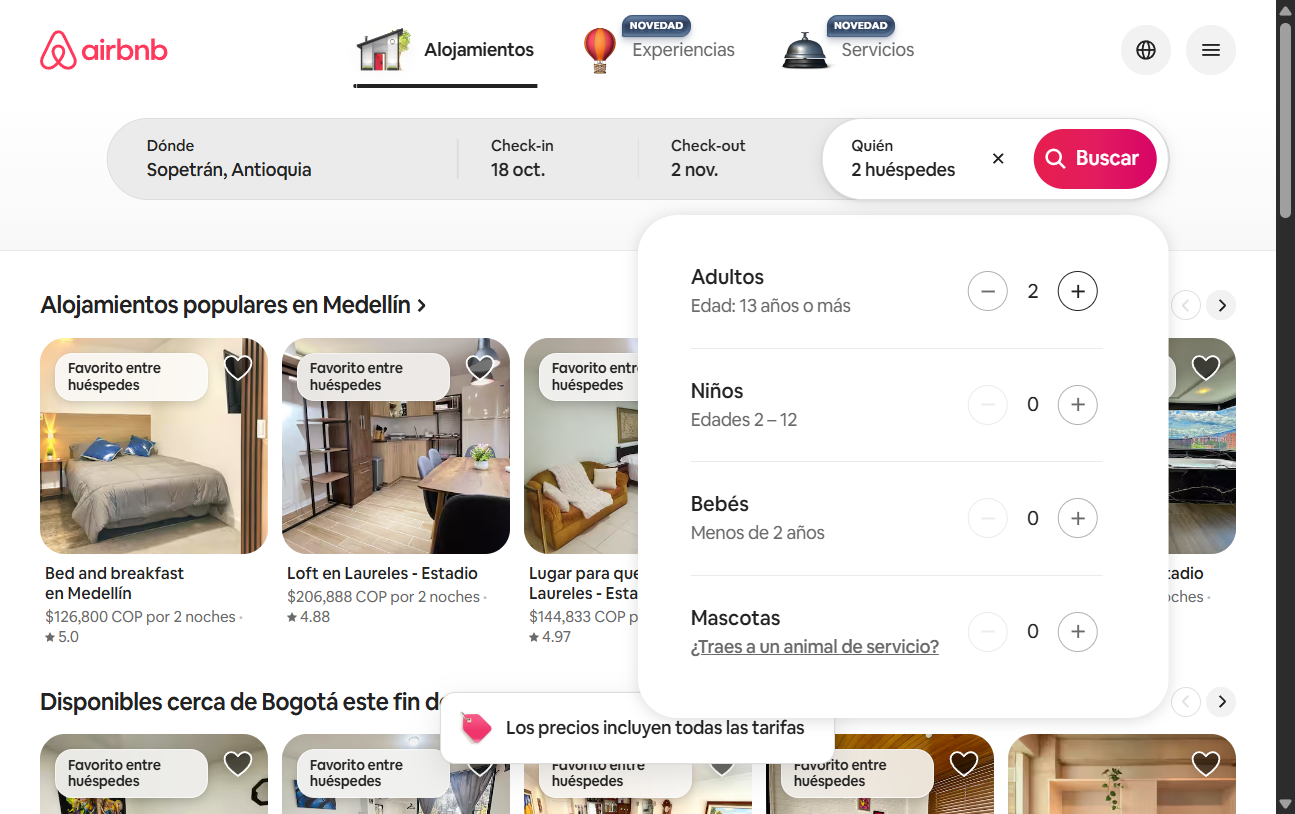 airbnb
Alojamientos
NOVEDAD
Experiencias
NOVEDAD
Servicios
Dónde
Sopetrán, Antioquia
Check-in
18 oct.
Check-out
2 nov.
Quién
2 huéspedes
Buscar
Adultos
Edad: 13 años o más
2
Niños
Edades 2 – 12
0
Bebés
Menos de 2 años
0
Mascotas
¿Traes a un animal de servicio?
0
Alojamientos populares en Medellín
Favorito entre
huéspedes
Bed and breakfast
en Medellín
$126,800 COP por 2 noches ·
5.0
Favorito entre
huéspedes
Loft en Laureles - Estadio
$206,888 COP por 2 noches ·
4.88
Favorito entr
huéspedes
Lugar para que
Laureles - Esta
$144,833 COP p
4.97
tadio
ches ·
Disponibles cerca de Bogotá este fin d
Los precios incluyen todas las tarifas
Favorito entre
huéspedes
Favorito entre
huéspedes
Favorito entre
huéspedes
Favorito entre
huéspedes